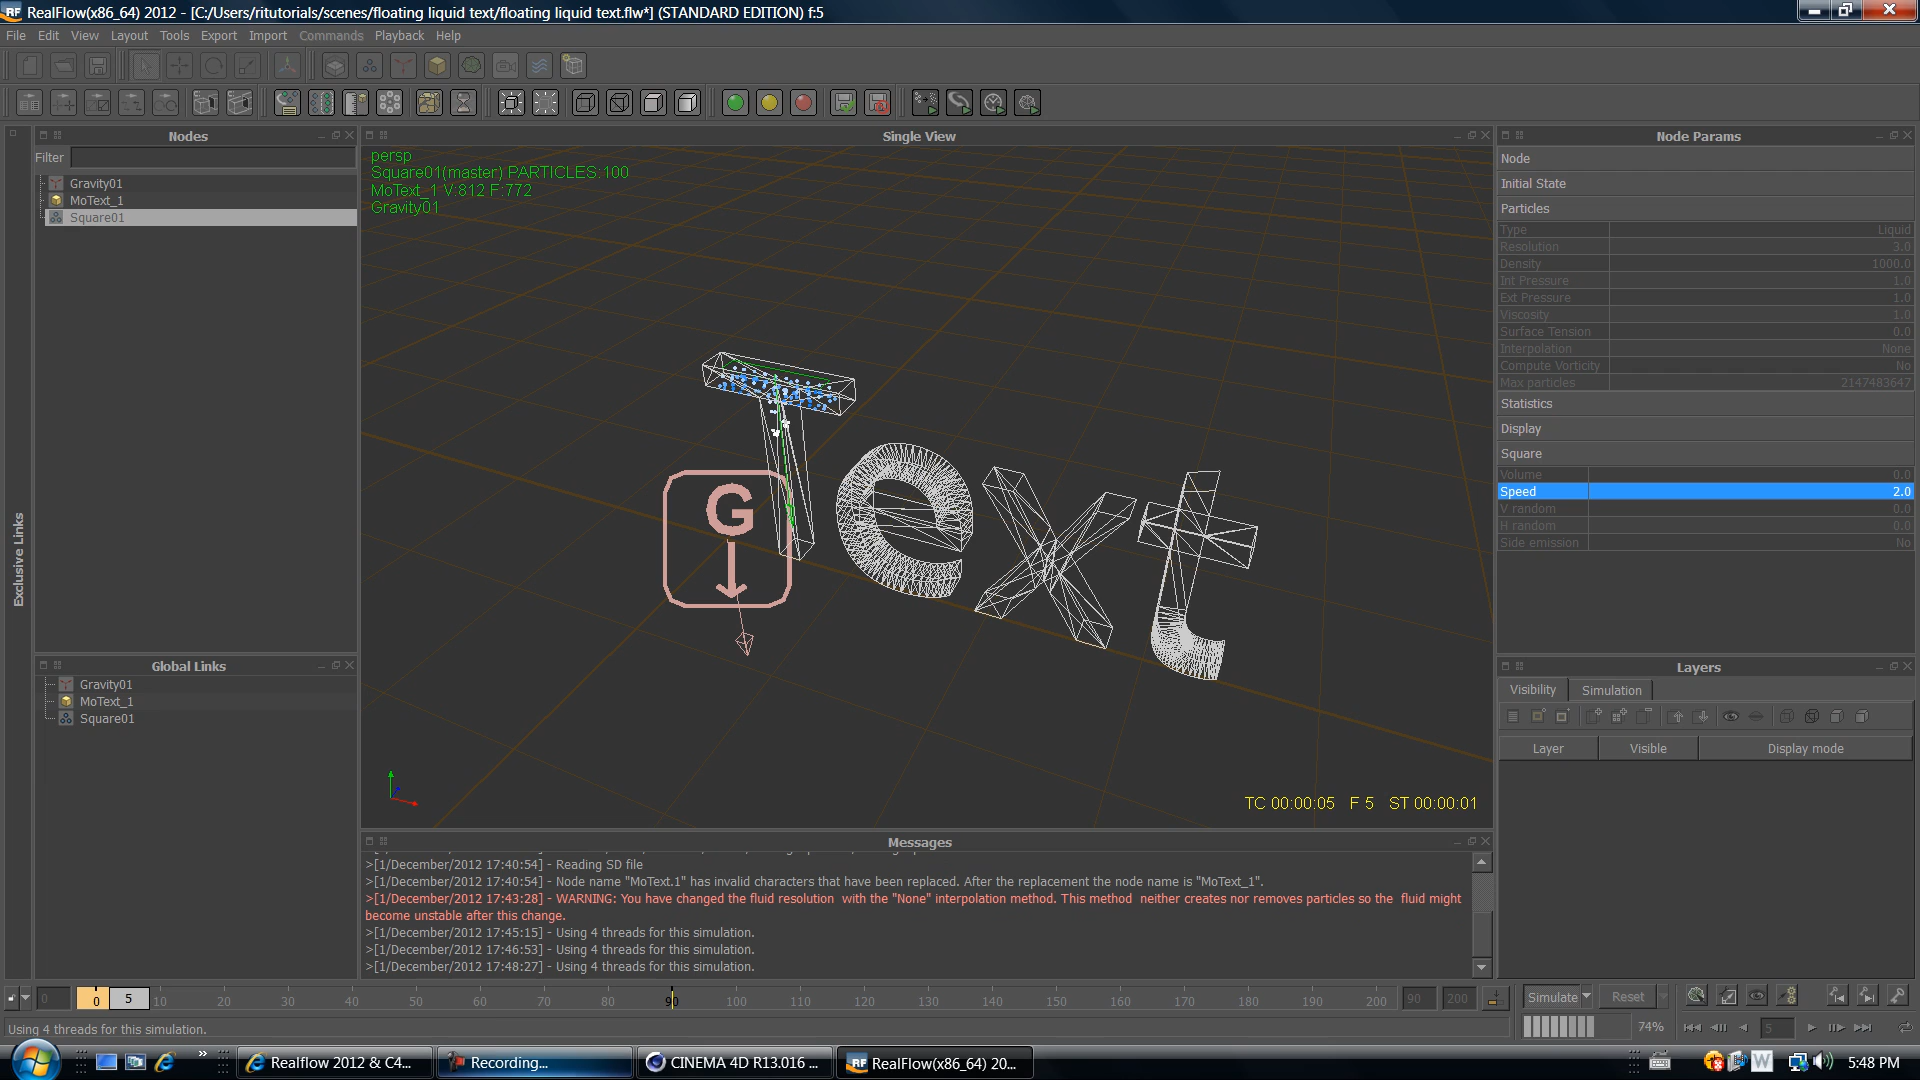 RealFlow(x86_64) 2012 - [C:/Users/ritutorials/scenes/floating liquid text/floating liquid text.flw*] (STANDARD EDITION) f:5
File Edit View Layout Tools Export Import Commands Playback Help
Nodes
Filter
Gravity01
MoText_1
Square01
Exclusive Links
Global Links
Gravity01
MoText_1
Square01
Single View
persp
Square01(master) PARTICLES:100
MoText_1 V:812 F:772
Gravity01
G
TC 00:00:05 F 5 ST 00:00:01
Messages
>[1/December/2012 17:40:54] - Reading SD file
>[1/December/2012 17:40:54] - Node name "MoText.1" has invalid characters that have been replaced. After the replacement the node name is "MoText_1".
>[1/December/2012 17:43:28] - WARNING: You have changed the fluid resolution with the "None" interpolation method. This method neither creates nor removes particles so the fluid might
become unstable after this change.
>[1/December/2012 17:45:15] - Using 4 threads for this simulation.
>[1/December/2012 17:46:53] - Using 4 threads for this simulation.
>[1/December/2012 17:48:27] - Using 4 threads for this simulation.
Node Params
Node
Initial State
Particles
Type Liquid
Resolution 3.0
Density 1000.0
Int Pressure 1.0
Ext Pressure 1.0
Viscosity 1.0
Surface Tension 0.0
Interpolation None
Compute Vorticity No
Max particles 2147483647
Statistics
Display
Square
Volume 0.0
Speed 2.0
V random 0.0
H random 0.0
Side emission No
Layers
Visibility Simulation
Layer Visible Display mode
0 0 5 10 20 30 40 50 60 70 80 90 100 110 120 130 140 150 160 170 180 190 200 90 200
Simulate Reset
74% 5
Using 4 threads for this simulation.
Realflow 2012 & C4... Recording... CINEMA 4D R13.016 ... RealFlow(x86_64) 20... 5:48 PM